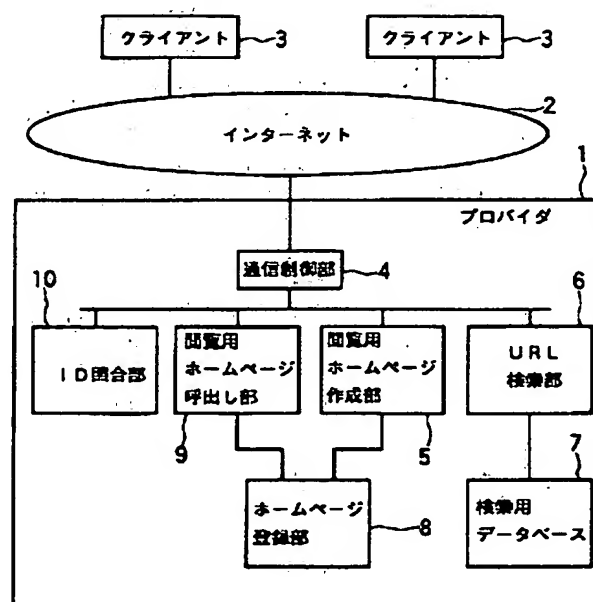 クライアント 3
クライアント 3
2
インターネット
1
プロバイダ
通信制御部 4
10
6
ID照合部
閲覧用
ホームページ
呼出し部
閲覧用
ホームページ
作成部
URL
検索部
9
5
7
ホームページ
登録部
8
検索用
データベース